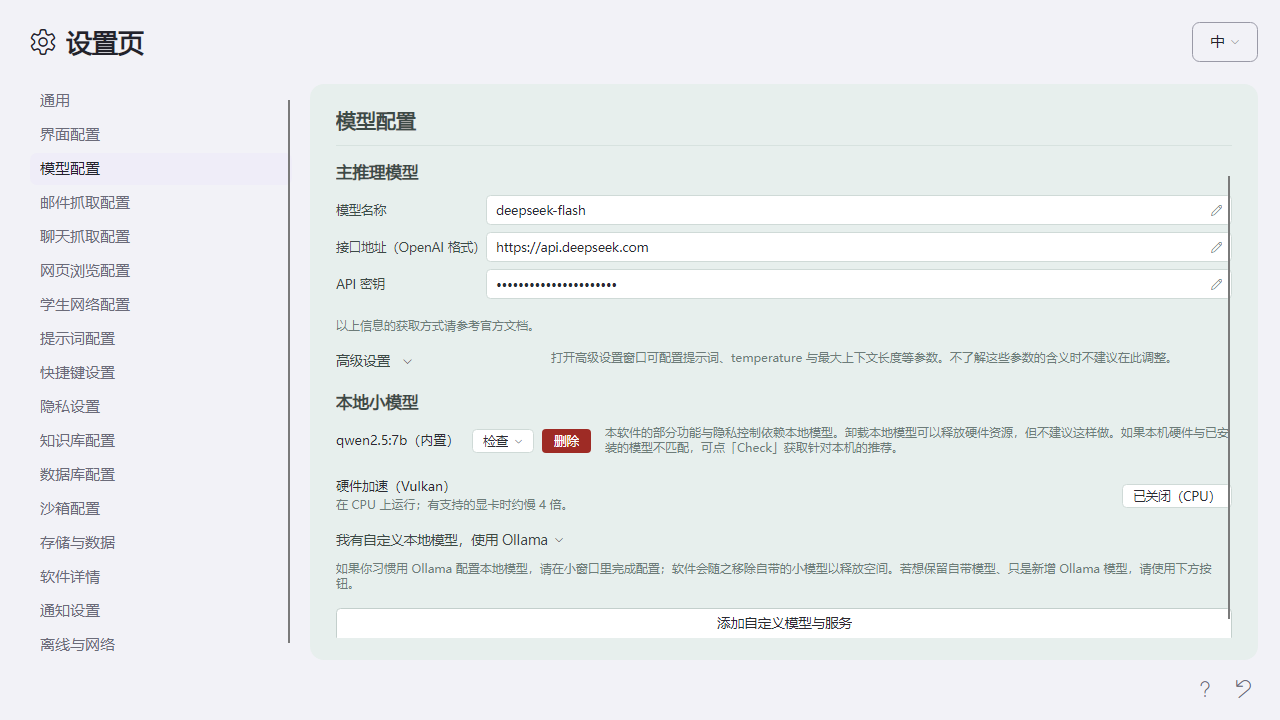 设置页
中
通用
界面配置
模型配置
邮件抓取配置
聊天抓取配置
网页浏览配置
学生网络配置
提示词配置
快捷键设置
隐私设置
知识库配置
数据库配置
沙箱配置
存储与数据
软件详情
通知设置
离线与网络
模型配置
主推理模型
模型名称
deepseek-flash
接口地址（OpenAI 格式）
https://api.deepseek.com
API 密钥
••••••••••••••••••••••
以上信息的获取方式请参考官方文档。
高级设置
打开高级设置窗口可配置提示词、temperature 与最大上下文长度等参数。不了解这些参数的含义时不建议在此调整。
本地小模型
qwen2.5:7b（内置）
检查
删除
本软件的部分功能与隐私控制依赖本地模型。卸载本地模型可以释放硬件资源，但不建议这样做。如果本机硬件与已安
装的模型不匹配，可点「Check」获取针对本机的推荐。
硬件加速（Vulkan）
在 CPU 上运行；有支持的显卡时约慢 4 倍。
已关闭（CPU）
我有自定义本地模型，使用 Ollama
如果你习惯用 Ollama 配置本地模型，请在小窗口里完成配置；软件会随之移除自带的小模型以释放空间。若想保留自带模型、只是新增 Ollama 模型，请使用下方按
钮。
添加自定义模型与服务
?